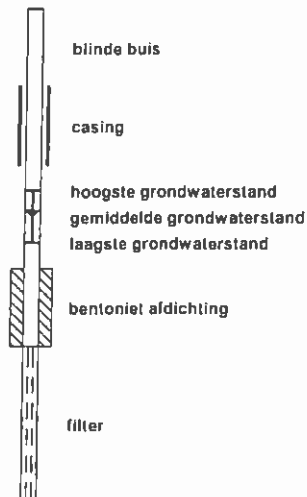 blinde buis
casing
hoogste grondwaterstand
gemiddelde grondwaterstand
laagste grondwaterstand
bentoniet afdichting
filter